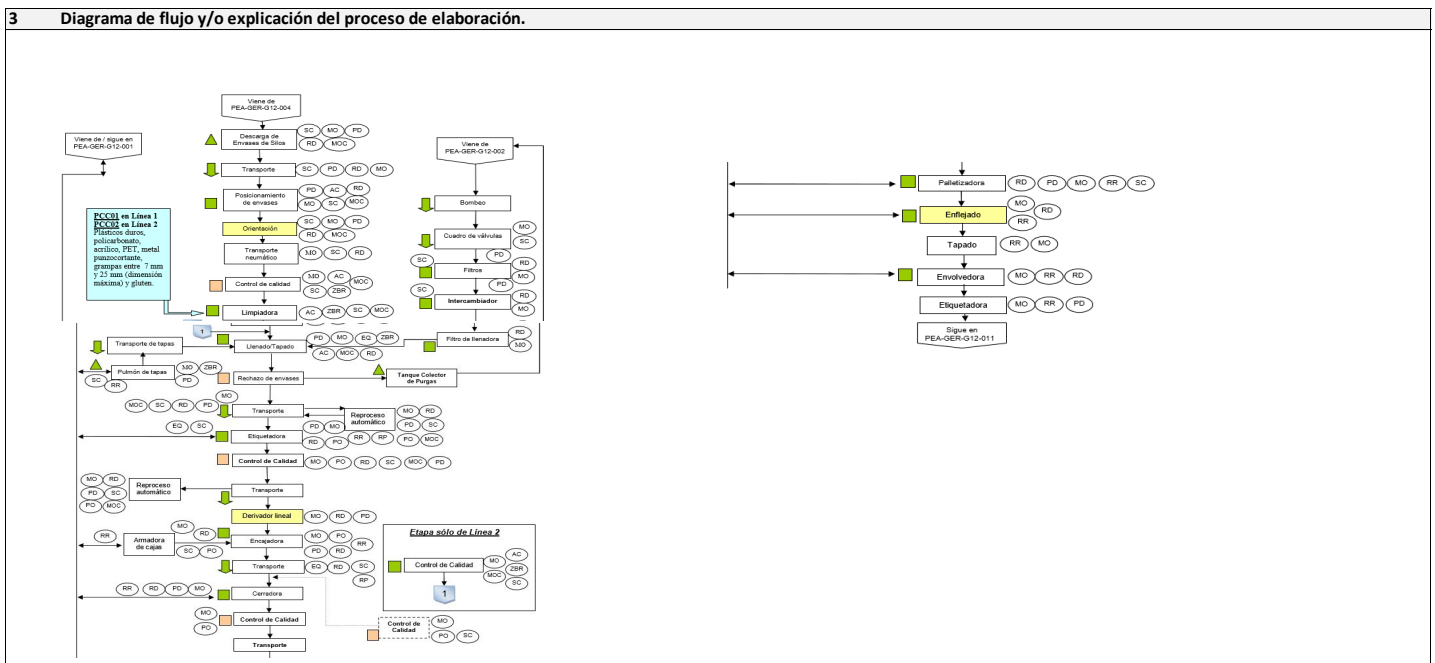 3 Diagrama de flujo y/o explicación del proceso de elaboración.
Viene de
PEA-GER-G12-004
Viene de / sigue en
PEA-GER-G12-001
Descarga de
Envases de Silos
SC MO PD
RD MOC
Viene de
PEA-GER-G12-002
Transporte
SC PD RD MO
Posicionamiento
de envases
PD AC RD
MO SC MOC
Bombeo
PCC01 en Línea 1
PCC02 en Línea 2
Plásticos duros,
policarbonato,
acrílico, PET, metal
punzocortante,
grampas entre 7 mm
y 25 mm (dimensión
máxima) y gluten.
Orientación
SC MO PD
RD MOC
Cuadro de válvulas
MO
SC
PD
Transporte
neumático
MO SC RD
SC
Filtros
RD
MO
PD
Control de calidad
MO AC MOC
SC ZBR
SC
Intercambiador
RD
MO
Limpiadora
AC ZBR SC MOC
1
Transporte de tapas
Llenado/Tapado
PD MO EQ ZBR
AC MOC RD
Filtro de llenadora
RD
MO
Pulmón de tapas
MO ZBR
PD
SC RR
Rechazo de envases
Tanque Colector
de Purgas
MO
MOC SC RD PD
Transporte
Reproceso
automático
MO RD
PD SC
PO MOC
EQ SC
Etiquetadora
PD MO
RD PO RR RP
Control de Calidad
MO PO RD SC MOC PD
MO RD
PD SC
PO MOC
Reproceso
automático
Transporte
Derivador lineal
MO RD PD
RR
Armadora
de cajas
MO RD
SC PO
Encajadora
MO PO
PD RD RR
Transporte
EQ RD SC
RP
RR RD PD MO
Cerradora
MO
PO
Control de Calidad
Transporte
Etapa sólo de Línea 2
Control de Calidad
MO AC
ZBR
MOC SC
1
Control de
Calidad
MO
PO SC
Palletizadora
RD PD MO RR SC
Enflejado
MO
RD
RR
Tapado
RR MO
Envolvedora
MO RR RD
Etiquetadora
MO RR PD
Sigue en
PEA-GER-G12-011